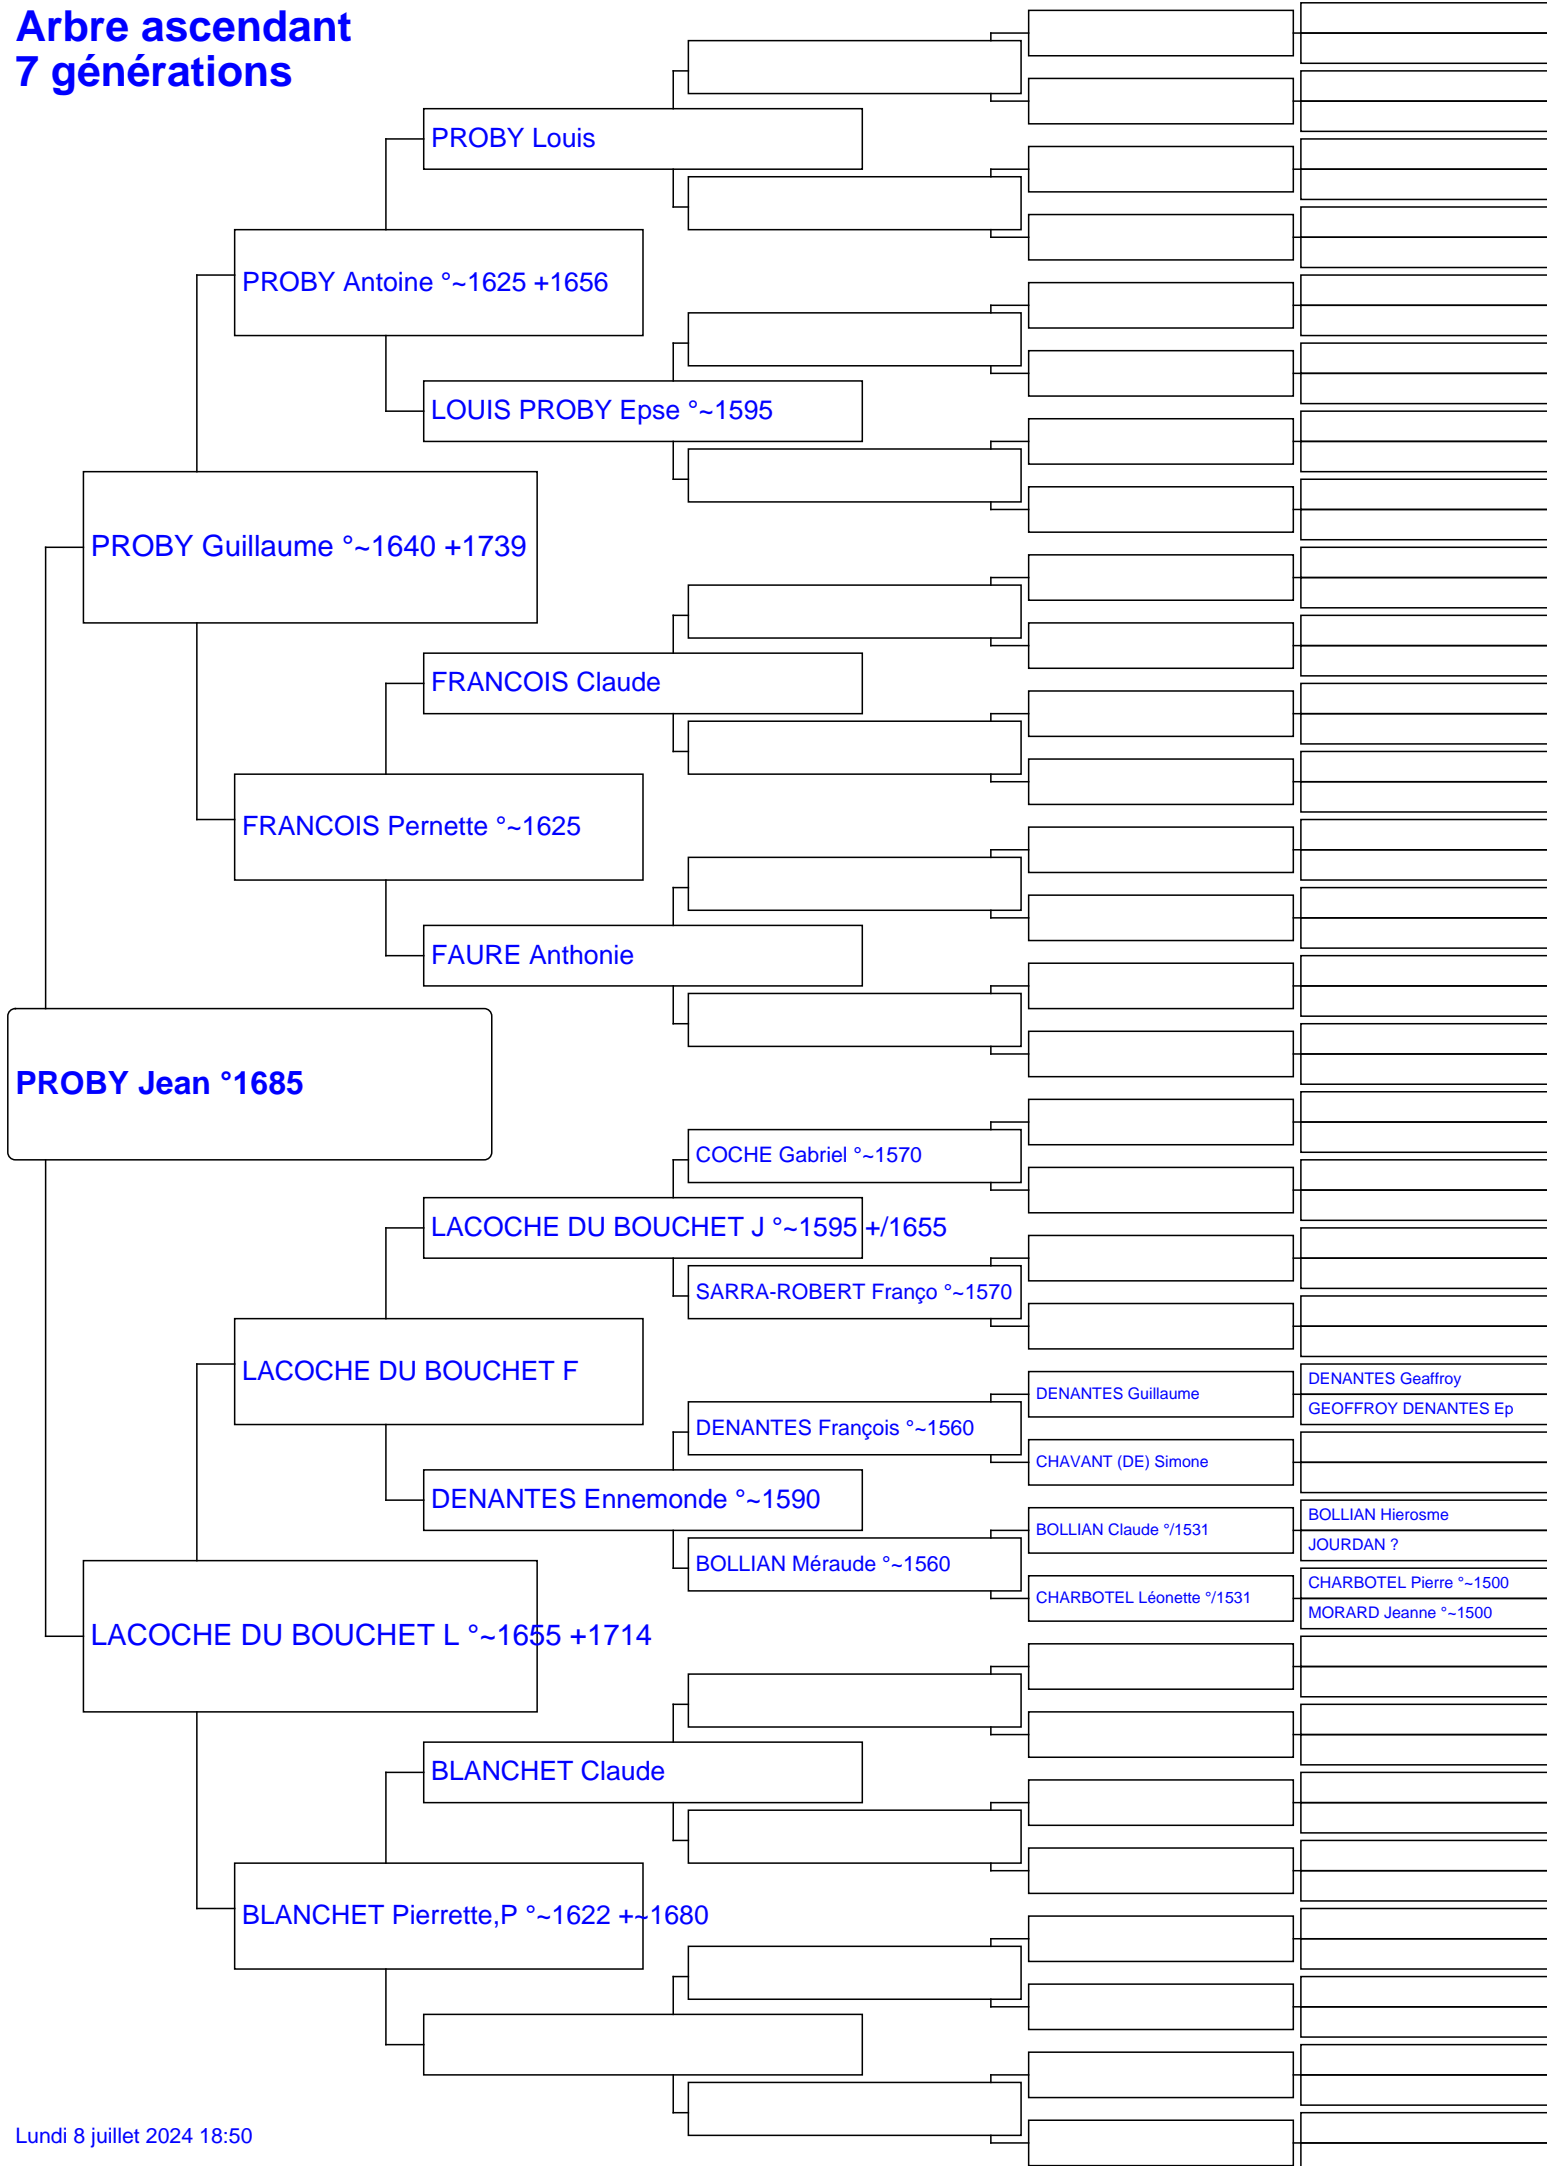 Arbre ascendant
7 générations
PROBY Louis
PROBY Antoine °~1625 +1656
LOUIS PROBY Epse °~1595
PROBY Guillaume °~1640 +1739
FRANCOIS Claude
FRANCOIS Pernette °~1625
FAURE Anthonie
PROBY Jean °1685
COCHE Gabriel °~1570
LACOCHE DU BOUCHET J °~1595 +/1655
SARRA-ROBERT Franço °~1570
LACOCHE DU BOUCHET F
DENANTES Geaffroy
DENANTES Guillaume
GEOFFROY DENANTES Ep
DENANTES François °~1560
CHAVANT (DE) Simone
DENANTES Ennemonde °~1590
BOLLIAN Hierosme
BOLLIAN Claude °/1531
JOURDAN ?
BOLLIAN Méraude °~1560
CHARBOTEL Pierre °~1500
CHARBOTEL Léonette °/1531
MORARD Jeanne °~1500
LACOCHE DU BOUCHET L °~1655 +1714
BLANCHET Claude
BLANCHET Pierrette,P °~1622 +~1680
Lundi 8 juillet 2024 18:50